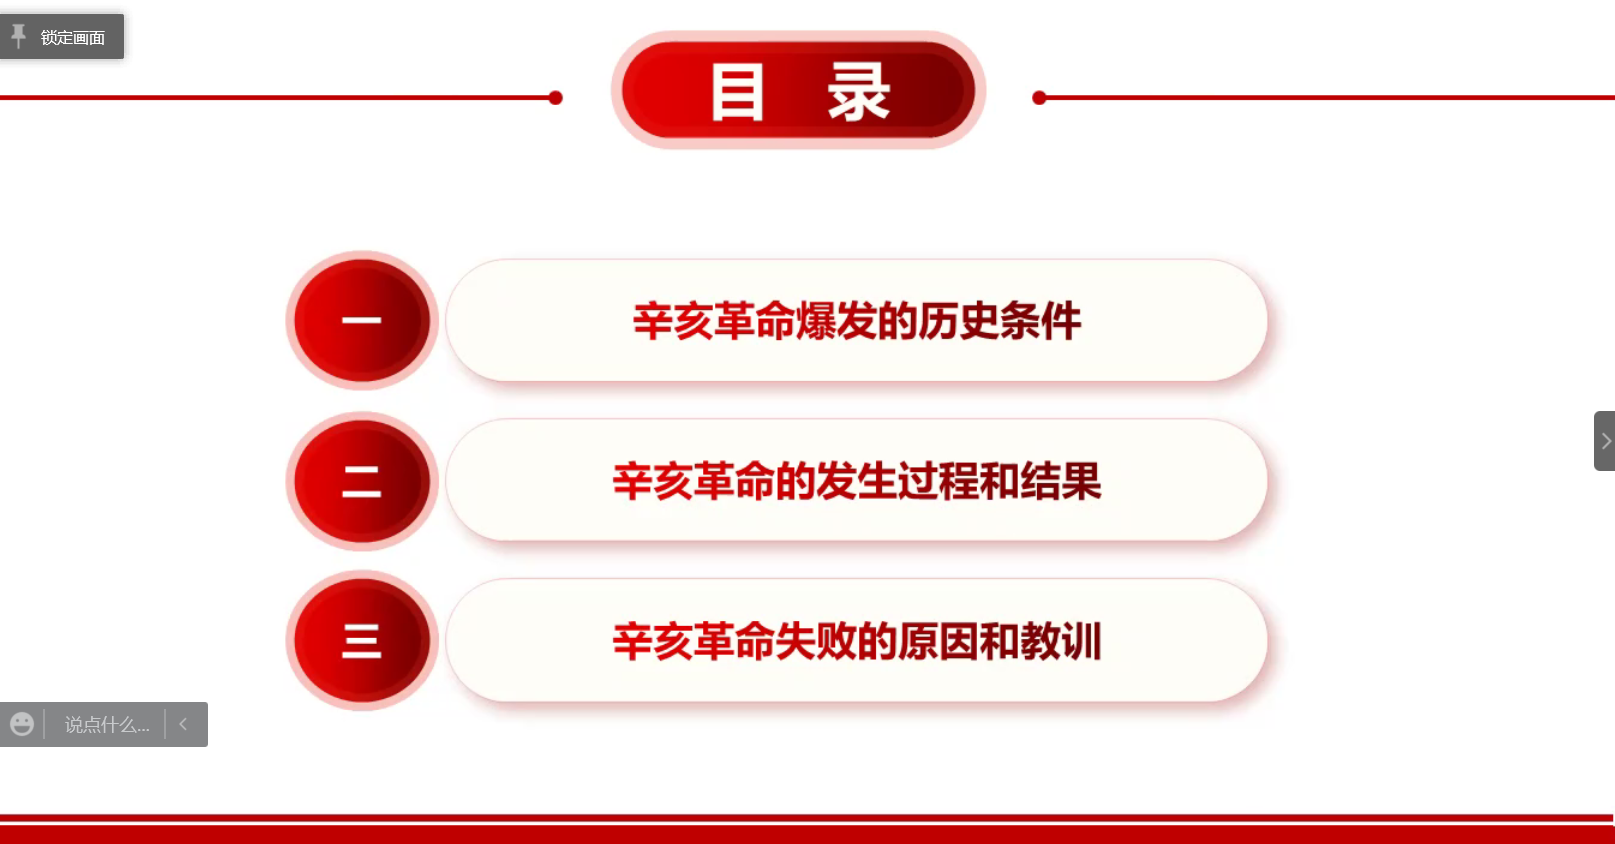 锁定画面
目 录
一
辛亥革命爆发的历史条件
二
辛亥革命的发生过程和结果
三
辛亥革命失败的原因和教训
说点什么...